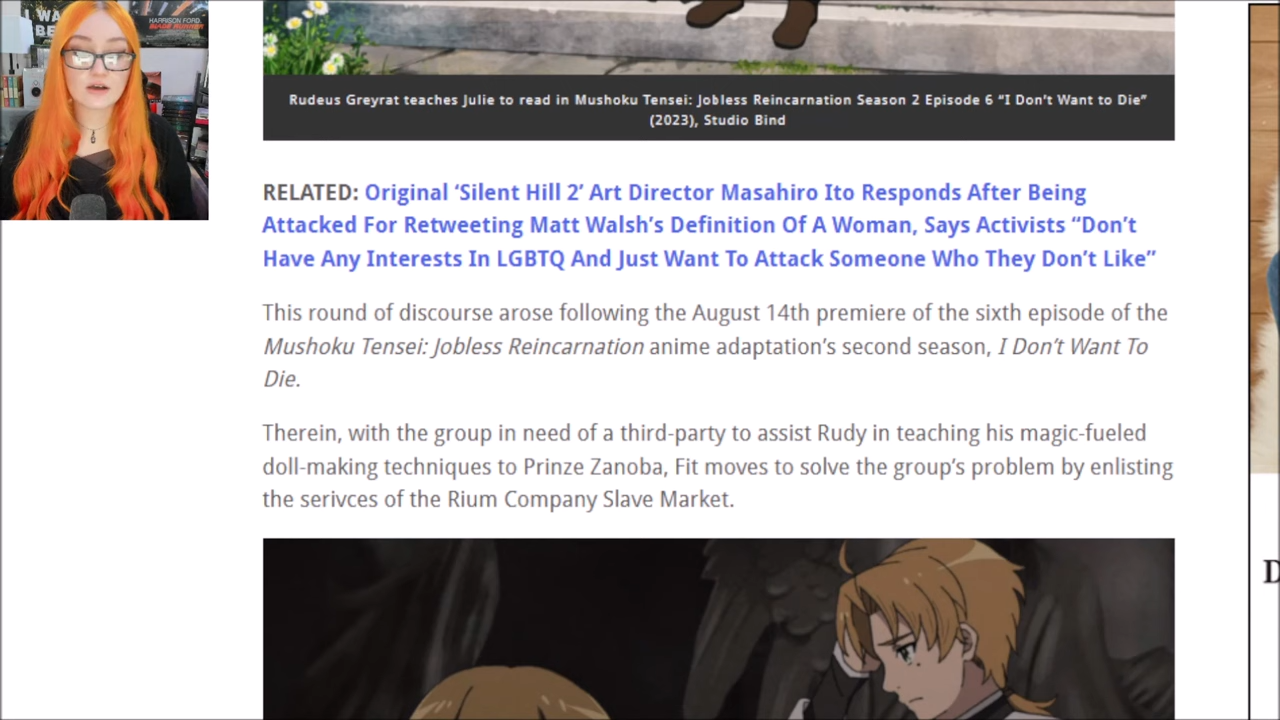 I WA
BE
HARRISON FORD
BLADE RUNNER
Rudeus Greyrat teaches Julie to read in Mushoku Tensei: Jobless Reincarnation Season 2 Episode 6 “I Don’t Want to Die”
(2023), Studio Bind
RELATED: Original ‘Silent Hill 2’ Art Director Masahiro Ito Responds After Being
Attacked For Retweeting Matt Walsh’s Definition Of A Woman, Says Activists “Don’t
Have Any Interests In LGBTQ And Just Want To Attack Someone Who They Don’t Like”
This round of discourse arose following the August 14th premiere of the sixth episode of the
Mushoku Tensei: Jobless Reincarnation anime adaptation’s second season, I Don’t Want To
Die.
Therein, with the group in need of a third-party to assist Rudy in teaching his magic-fueled
doll-making techniques to Prinze Zanoba, Fit moves to solve the group’s problem by enlisting
the serivces of the Rium Company Slave Market.
D